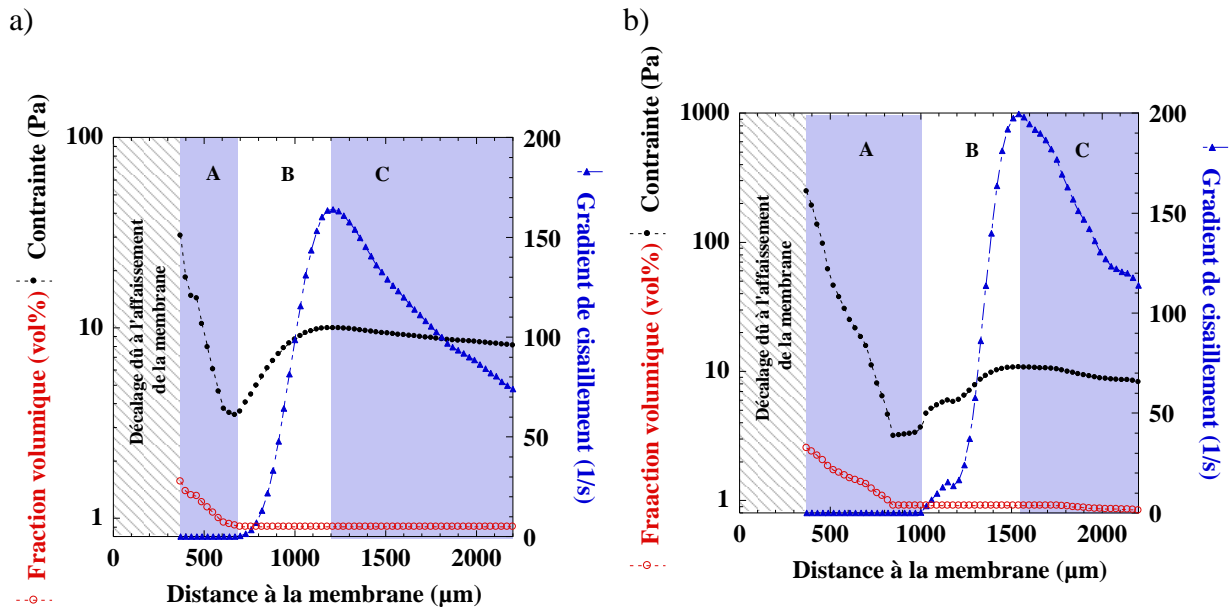 a)
Fraction volumique (vol%)
Contrainte (Pa)
100
10
1
Décalage dû à l'affaissement
de la membrane
A
B
C
200
150
100
50
0
Gradient de cisaillement (1/s)
0
500
1000
1500
2000
Distance à la membrane (µm)
b)
Fraction volumique (vol%)
Contrainte (Pa)
1000
100
10
1
Décalage dû à l'affaissement
de la membrane
A
B
C
200
150
100
50
0
Gradient de cisaillement (1/s)
0
500
1000
1500
2000
Distance à la membrane (µm)